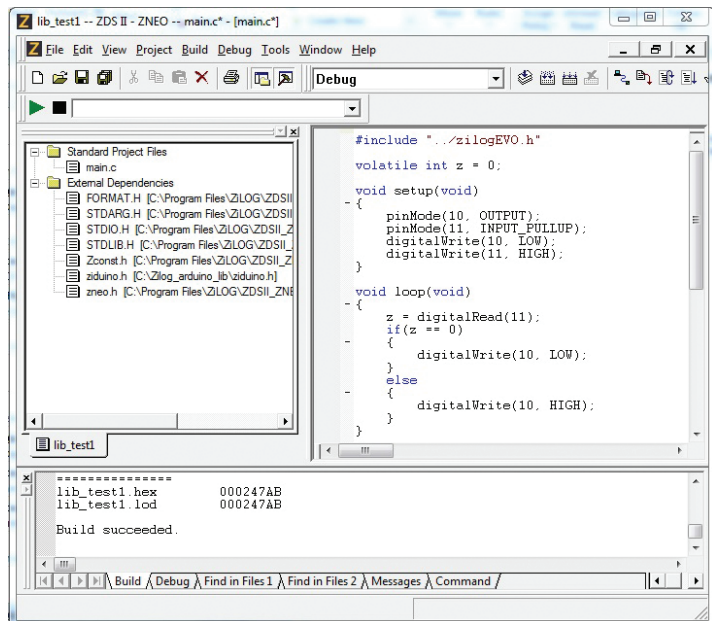 lib_test1 -- ZDS II - ZNEO -- main.c* - [main.c*]
File Edit View Project Build Debug Tools Window Help
Debug
Standard Project Files
main.c
External Dependencies
FORMAT.H [C:\Program Files\ZiLOG\ZDSII
STDARG.H [C:\Program Files\ZiLOG\ZDSII
STDIO.H [C:\Program Files\ZiLOG\ZDSII_Z
STDLIB.H [C:\Program Files\ZiLOG\ZDSII_Z
Zconst.h [C:\Program Files\ZiLOG\ZDSII_Z
ziduino.h [C:\Zilog_arduino_lib\ziduino.h]
zneo.h [C:\Program Files\ZiLOG\ZDSII_ZNE
lib_test1
#include "../zilogEVO.h"
volatile int z = 0;
void setup(void)
{
pinMode(10, OUTPUT);
pinMode(11, INPUT_PULLUP);
digitalWrite(10, LOW);
digitalWrite(11, HIGH);
}
void loop(void)
{
z = digitalRead(11);
if(z == 0)
{
digitalWrite(10, LOW);
}
else
{
digitalWrite(10, HIGH);
}
}
===============
lib_test1.hex 000247AB
lib_test1.lod 000247AB
Build succeeded.
Build Debug Find in Files 1 Find in Files 2 Messages Command